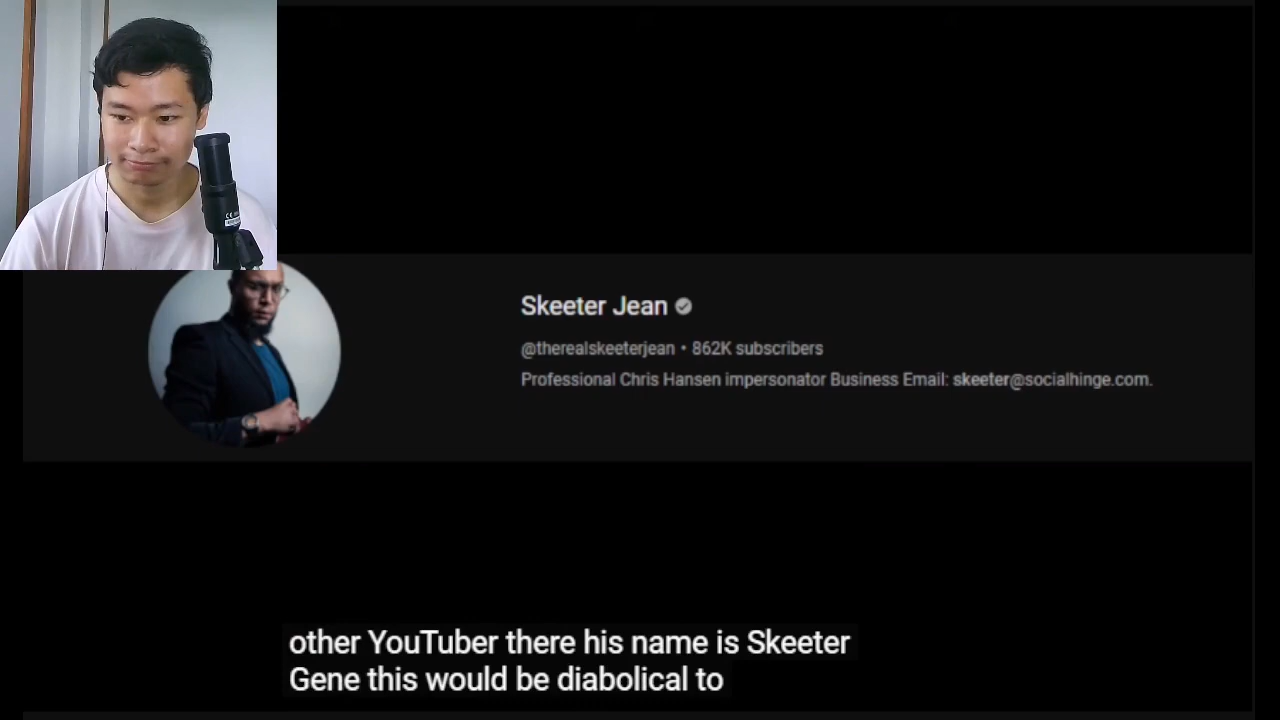 Skeeter Jean
@therealskeeterjean • 862K subscribers
Professional Chris Hansen impersonator Business Email: skeeter@socialhinge.com.
other YouTuber there his name is Skeeter
Gene this would be diabolical to